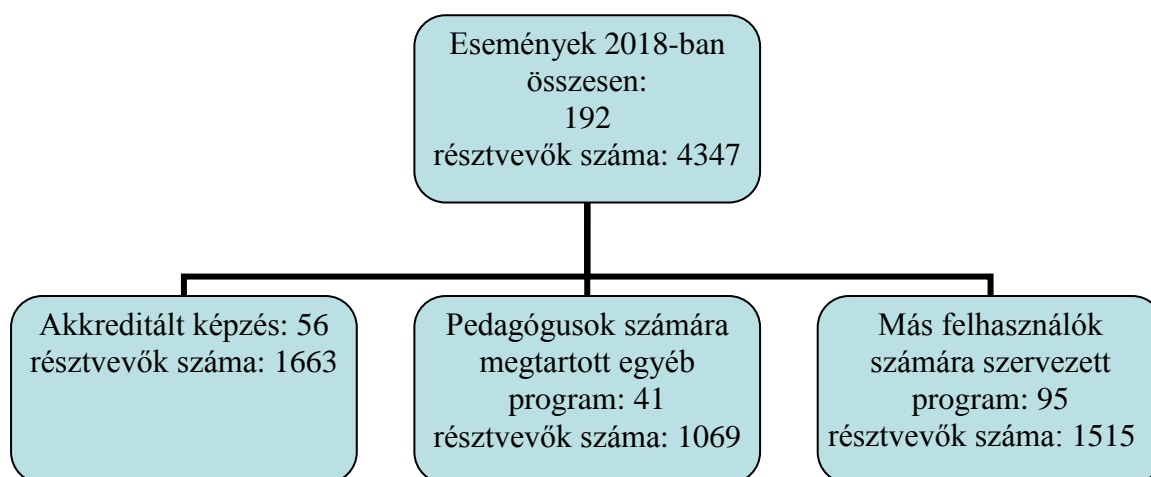 Események 2018-ban
összesen:
192
résztvevők száma: 4347
Akkreditált képzés: 56
résztvevők száma: 1663
Pedagógusok számára
megtartott egyéb
program: 41
résztvevők száma: 1069
Más felhasználók
számára szervezett
program: 95
résztvevők száma: 1515